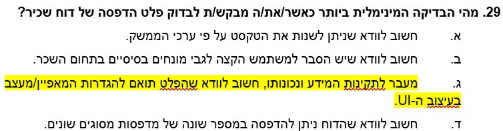 29. מהי הבדיקה המינימלית ביותר כאשר/את/ה מבקש/ת לבדוק פלט הדפסה של דוח שכיר?
א. חשוב לוודא שניתן לשנות את הטקסט על פי ערכי הממשק.
ב. חשוב לוודא שיש הסבר למשתמש הקצה לגבי מונחים בסיסיים בתחום השכר.
ג. מעבר לתקינות המידע ונכונותו, חשוב לוודא שהפלט תואם להגדרות המאפיין/מעצב
בעיצוב ה-UI.
ד. חשוב לוודא שהדוח ניתן להדפסה במספר שונה של מדפסות מסוגים שונים.